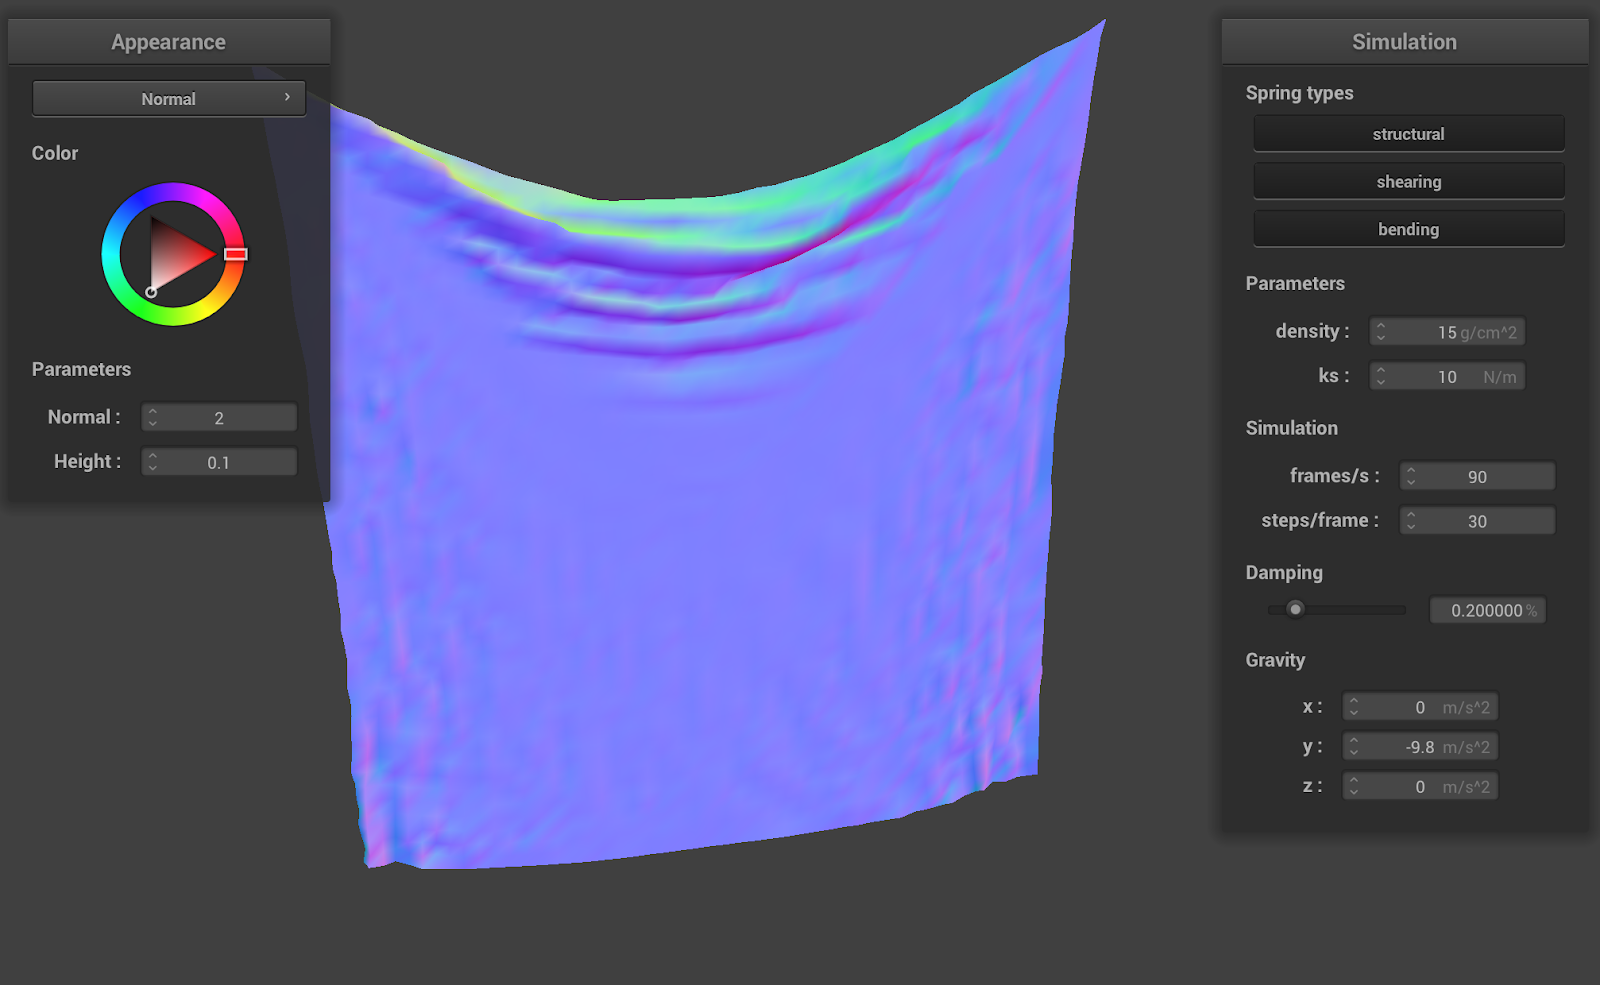 Appearance
Normal ›
Color
Parameters
Normal : 2
Height : 0.1
Simulation
Spring types
structural
shearing
bending
Parameters
density : 15 g/cm^2
ks : 10 N/m
Simulation
frames/s : 90
steps/frame : 30
Damping
0.200000 %
Gravity
x : 0 m/s^2
y : -9.8 m/s^2
z : 0 m/s^2